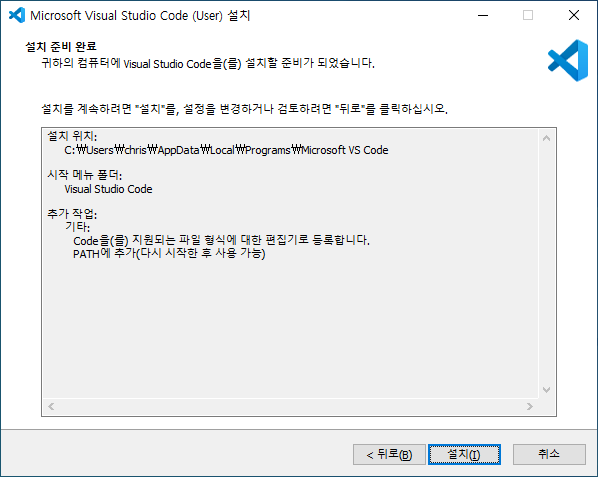 Microsoft Visual Studio Code (User) 설치
설치 준비 완료
귀하의 컴퓨터에 Visual Studio Code을(를) 설치할 준비가 되었습니다.
설치를 계속하려면 "설치"를, 설정을 변경하거나 검토하려면 "뒤로"를 클릭하십시오.
설치 위치:
C:₩Users₩chris₩AppData₩Local₩Programs₩Microsoft VS Code
시작 메뉴 폴더:
Visual Studio Code
추가 작업:
기타:
Code을(를) 지원되는 파일 형식에 대한 편집기로 등록합니다.
PATH에 추가(다시 시작한 후 사용 가능)
< 뒤로(B) 설치(I) 취소